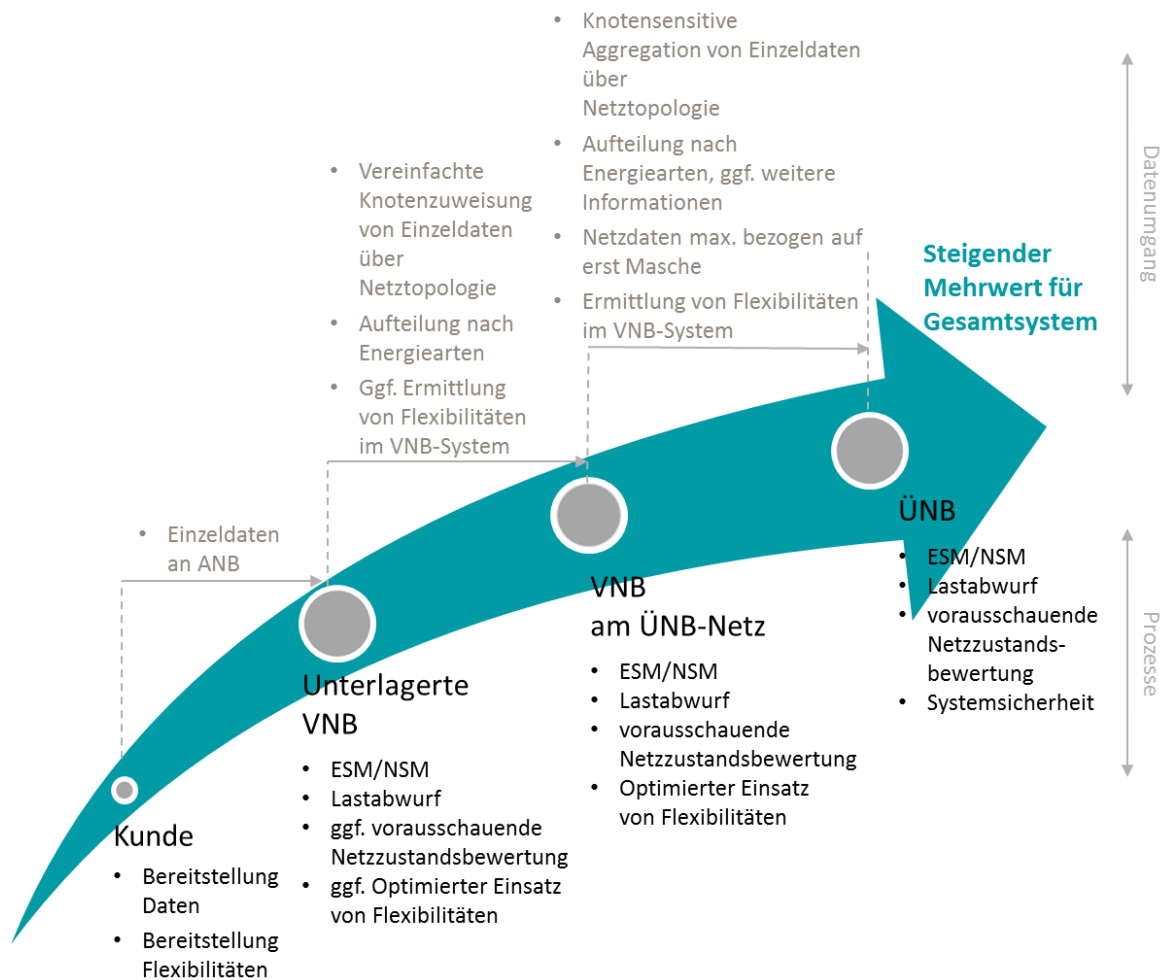 • Knotensensitive
Aggregation von Einzeldaten
über
Netztopologie
• Aufteilung nach
Energiearten, ggf. weitere
Informationen
• Netzdaten max. bezogen auf
erst Masche
• Ermittlung von Flexibilitäten
im VNB-System
• Vereinfachte
Knotenzuweisung
von Einzeldaten
über
Netztopologie
• Aufteilung nach
Energiearten
• Ggf. Ermittlung
von Flexibilitäten
im VNB-System
• Einzeldaten
an ANB
Steigender
Mehrwert für
Gesamtsystem
Datenumgang
Prozesse
Kunde
• Bereitstellung
Daten
• Bereitstellung
Flexibilitäten
Unterlagerte
VNB
• ESM/NSM
• Lastabwurf
• ggf. vorausschauende
Netzzustandsbewertung
• ggf. Optimierter Einsatz
von Flexibilitäten
VNB
am ÜNB-Netz
• ESM/NSM
• Lastabwurf
• vorausschauende
Netzzustandsbewertung
• Optimierter Einsatz
von Flexibilitäten
ÜNB
• ESM/NSM
• Lastabwurf
• vorausschauende
Netzzustands-
bewertung
• Systemsicherheit